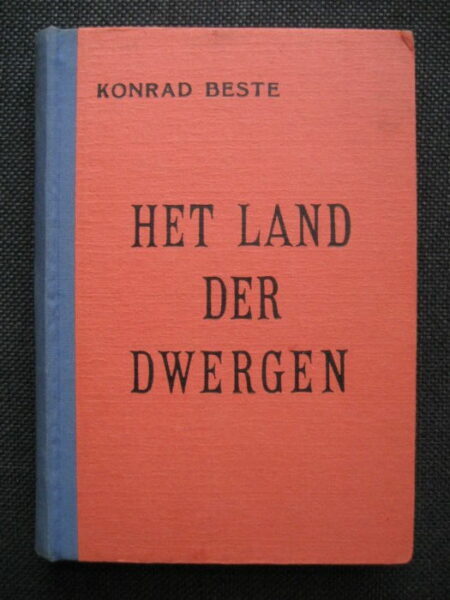 KONRAD BESTE
HET LAND
DER
DWERGEN